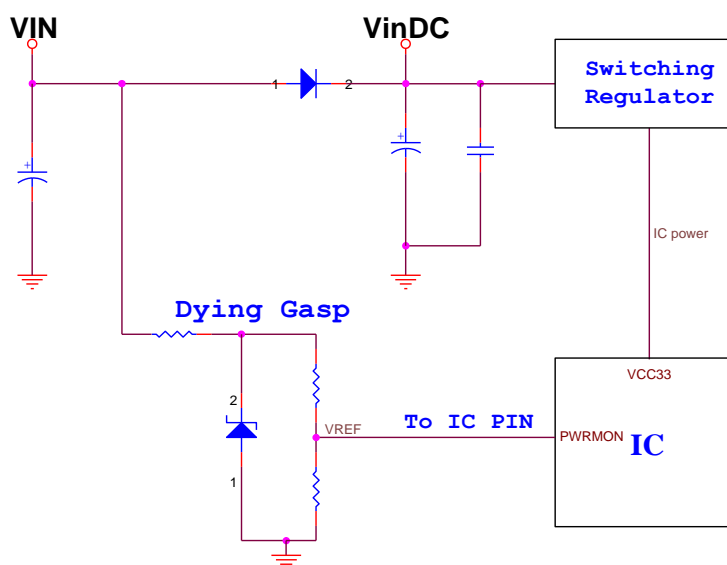 VIN
VinDC
Switching
Regulator
1
2
+
+
IC power
Dying Gasp
VCC33
2
VREF
To IC PIN
PWRMON
IC
1